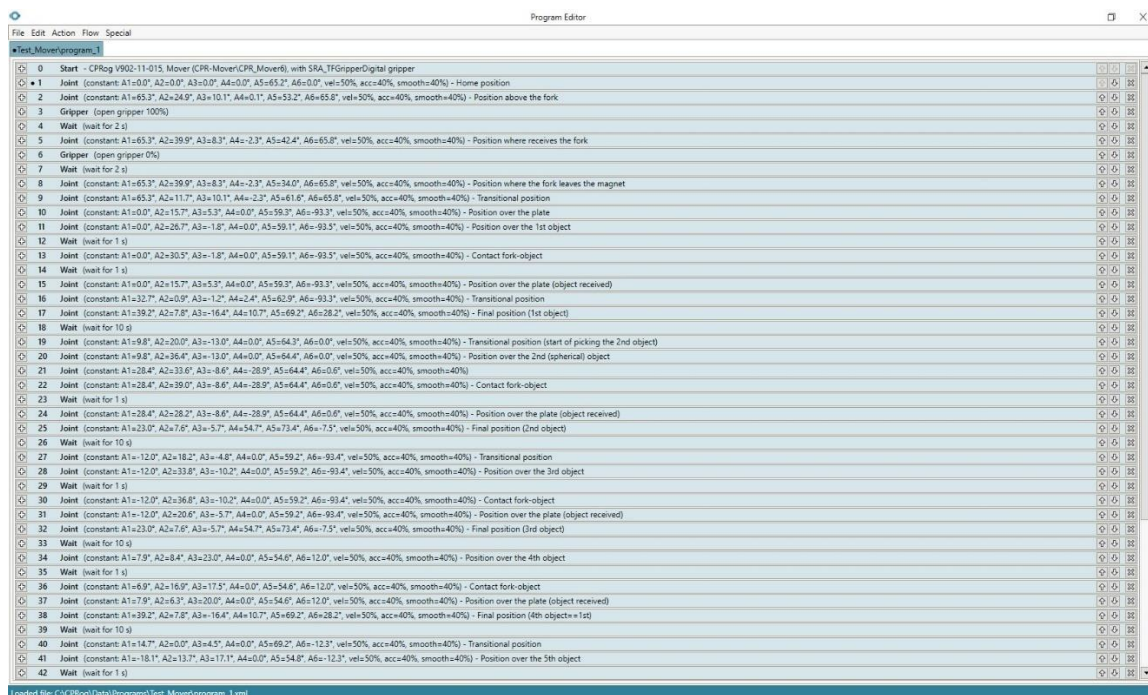 Program Editor
File Edit Action Flow Special
●Test_Mover\program_1
0 Start - CPRog V902-11-015, Mover (CPR-Mover\CPR_Mover6), with SRA_TFGripperDigital gripper
● 1 Joint (constant: A1=0.0°, A2=0.0°, A3=0.0°, A4=0.0°, A5=65.2°, A6=0.0°, vel=50%, acc=40%, smooth=40%) - Home position
2 Joint (constant: A1=65.3°, A2=24.9°, A3=10.1°, A4=0.1°, A5=53.2°, A6=65.8°, vel=50%, acc=40%, smooth=40%) - Position above the fork
3 Gripper (open gripper 100%)
4 Wait (wait for 2 s)
5 Joint (constant: A1=65.3°, A2=39.9°, A3=8.3°, A4=-2.3°, A5=42.4°, A6=65.8°, vel=50%, acc=40%, smooth=40%) - Position where receives the fork
6 Gripper (open gripper 0%)
7 Wait (wait for 2 s)
8 Joint (constant: A1=65.3°, A2=39.9°, A3=8.3°, A4=-2.3°, A5=34.0°, A6=65.8°, vel=50%, acc=40%, smooth=40%) - Position where the fork leaves the magnet
9 Joint (constant: A1=65.3°, A2=11.7°, A3=10.1°, A4=-2.3°, A5=61.6°, A6=65.8°, vel=50%, acc=40%, smooth=40%) - Transitional position
10 Joint (constant: A1=0.0°, A2=15.7°, A3=5.3°, A4=0.0°, A5=59.3°, A6=-93.3°, vel=50%, acc=40%, smooth=40%) - Position over the plate
11 Joint (constant: A1=0.0°, A2=26.7°, A3=-1.8°, A4=0.0°, A5=59.1°, A6=-93.5°, vel=50%, acc=40%, smooth=40%) - Position over the 1st object
12 Wait (wait for 1 s)
13 Joint (constant: A1=0.0°, A2=30.5°, A3=-1.8°, A4=0.0°, A5=59.1°, A6=-93.5°, vel=50%, acc=40%, smooth=40%) - Contact fork-object
14 Wait (wait for 1 s)
15 Joint (constant: A1=0.0°, A2=15.7°, A3=5.3°, A4=0.0°, A5=59.3°, A6=-93.3°, vel=50%, acc=40%, smooth=40%) - Position over the plate (object received)
16 Joint (constant: A1=32.7°, A2=0.9°, A3=-1.2°, A4=2.4°, A5=62.9°, A6=-93.3°, vel=50%, acc=40%, smooth=40%) - Transitional position
17 Joint (constant: A1=39.2°, A2=7.8°, A3=-16.4°, A4=10.7°, A5=69.2°, A6=28.2°, vel=50%, acc=40%, smooth=40%) - Final position (1st object)
18 Wait (wait for 10 s)
19 Joint (constant: A1=9.8°, A2=20.0°, A3=-13.0°, A4=0.0°, A5=64.3°, A6=0.0°, vel=50%, acc=40%, smooth=40%) - Transitional position (start of picking the 2nd object)
20 Joint (constant: A1=9.8°, A2=36.4°, A3=-13.0°, A4=0.0°, A5=64.4°, A6=0.0°, vel=50%, acc=40%, smooth=40%) - Position over the 2nd (spherical) object
21 Joint (constant: A1=28.4°, A2=33.6°, A3=-8.6°, A4=-28.9°, A5=64.4°, A6=0.6°, vel=50%, acc=40%, smooth=40%)
22 Joint (constant: A1=28.4°, A2=39.0°, A3=-8.6°, A4=-28.9°, A5=64.4°, A6=0.6°, vel=50%, acc=40%, smooth=40%) - Contact fork-object
23 Wait (wait for 1 s)
24 Joint (constant: A1=28.4°, A2=28.2°, A3=-8.6°, A4=-28.9°, A5=64.4°, A6=0.6°, vel=50%, acc=40%, smooth=40%) - Position over the plate (object received)
25 Joint (constant: A1=23.0°, A2=7.6°, A3=-5.7°, A4=54.7°, A5=73.4°, A6=-7.5°, vel=50%, acc=40%, smooth=40%) - Final position (2nd object)
26 Wait (wait for 10 s)
27 Joint (constant: A1=-12.0°, A2=18.2°, A3=-4.8°, A4=0.0°, A5=59.2°, A6=-93.4°, vel=50%, acc=40%, smooth=40%) - Transitional position
28 Joint (constant: A1=-12.0°, A2=33.8°, A3=-10.2°, A4=0.0°, A5=59.2°, A6=-93.4°, vel=50%, acc=40%, smooth=40%) - Position over the 3rd object
29 Wait (wait for 1 s)
30 Joint (constant: A1=-12.0°, A2=36.8°, A3=-10.2°, A4=0.0°, A5=59.2°, A6=-93.4°, vel=50%, acc=40%, smooth=40%) - Contact fork-object
31 Joint (constant: A1=-12.0°, A2=20.6°, A3=-5.7°, A4=0.0°, A5=59.2°, A6=-93.4°, vel=50%, acc=40%, smooth=40%) - Position over the plate (object received)
32 Joint (constant: A1=23.0°, A2=7.6°, A3=-5.7°, A4=54.7°, A5=73.4°, A6=-7.5°, vel=50%, acc=40%, smooth=40%) - Final position (3rd object)
33 Wait (wait for 10 s)
34 Joint (constant: A1=7.9°, A2=8.4°, A3=23.0°, A4=0.0°, A5=54.6°, A6=12.0°, vel=50%, acc=40%, smooth=40%) - Position over the 4th object
35 Wait (wait for 1 s)
36 Joint (constant: A1=6.9°, A2=16.9°, A3=17.5°, A4=0.0°, A5=54.6°, A6=12.0°, vel=50%, acc=40%, smooth=40%) - Contact fork-object
37 Joint (constant: A1=7.9°, A2=6.3°, A3=20.0°, A4=0.0°, A5=54.6°, A6=12.0°, vel=50%, acc=40%, smooth=40%) - Position over the plate (object received)
38 Joint (constant: A1=39.2°, A2=7.8°, A3=-16.4°, A4=10.7°, A5=69.2°, A6=28.2°, vel=50%, acc=40%, smooth=40%) - Final position (4th object==1st)
39 Wait (wait for 10 s)
40 Joint (constant: A1=14.7°, A2=0.0°, A3=4.5°, A4=0.0°, A5=69.2°, A6=-12.3°, vel=50%, acc=40%, smooth=40%) - Transitional position
41 Joint (constant: A1=-18.1°, A2=13.7°, A3=17.1°, A4=0.0°, A5=54.8°, A6=-12.3°, vel=50%, acc=40%, smooth=40%) - Position over the 5th object
42 Wait (wait for 1 s)
Loaded file: C:\CPRog\Data\Programs\Test_Mover\program_1.xml